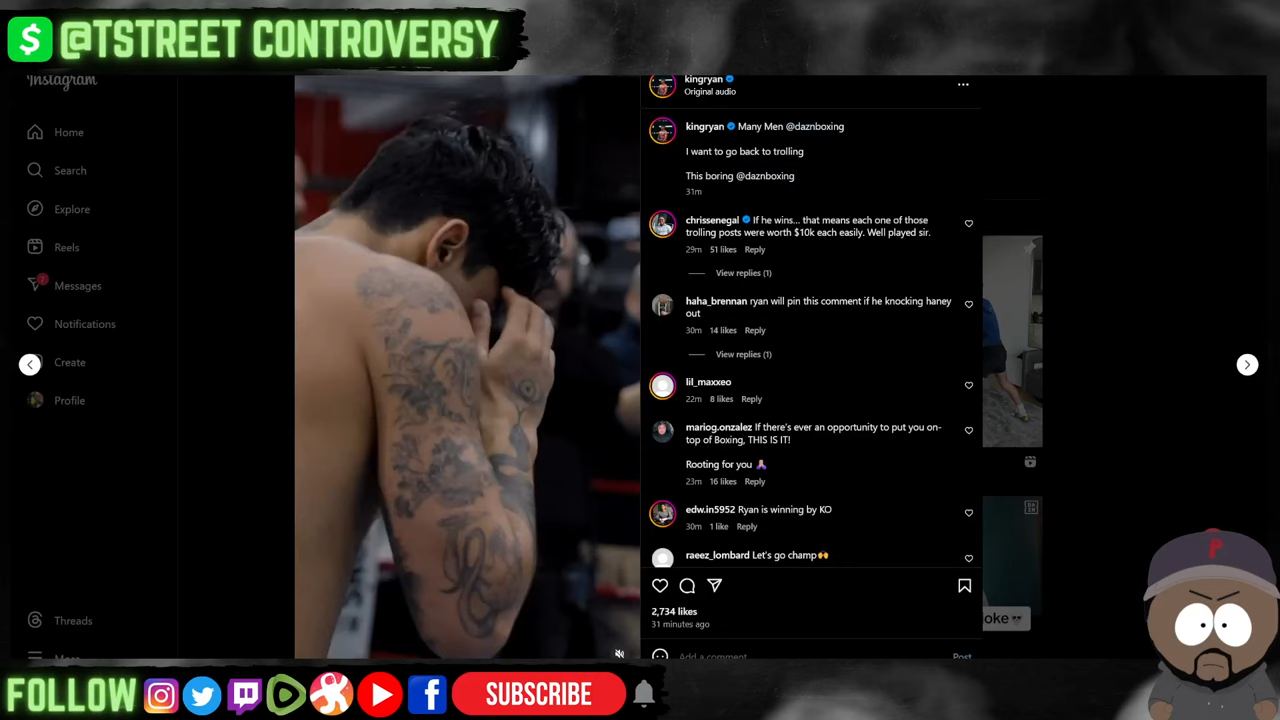 $ @TSTREET CONTROVERSY
Instagram
Home
Search
Explore
Reels
7
Messages
Notifications
Create
Profile
Threads
More
kingryan
Original audio
kingryan Many Men @daznboxing
I want to go back to trolling
This boring @daznboxing
31m
chrissenegal If he wins... that means each one of those
trolling posts were worth $10k each easily. Well played sir.
29m 51 likes Reply
View replies (1)
haha_brennan ryan will pin this comment if he knocking haney
out
30m 14 likes Reply
View replies (1)
lil_maxxeo
22m 8 likes Reply
mariog.onzalez If there's ever an opportunity to put you on-
top of Boxing, THIS IS IT!
Rooting for you 🙏🏼
23m 16 likes Reply
edw.in5952 Ryan is winning by KO
30m 1 like Reply
raeez_lombard Let's go champ🙌
2,734 likes
31 minutes ago
Add a comment...
Post
oke💀
P
FOLLOW
SUBSCRIBE